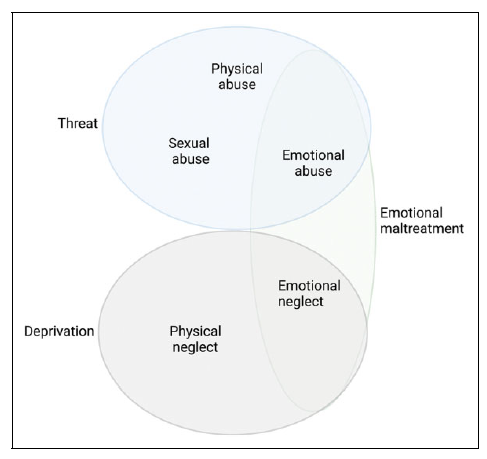 Physical
abuse
Threat
Sexual
abuse
Emotional
abuse
Emotional
maltreatment
Emotional
neglect
Deprivation
Physical
neglect